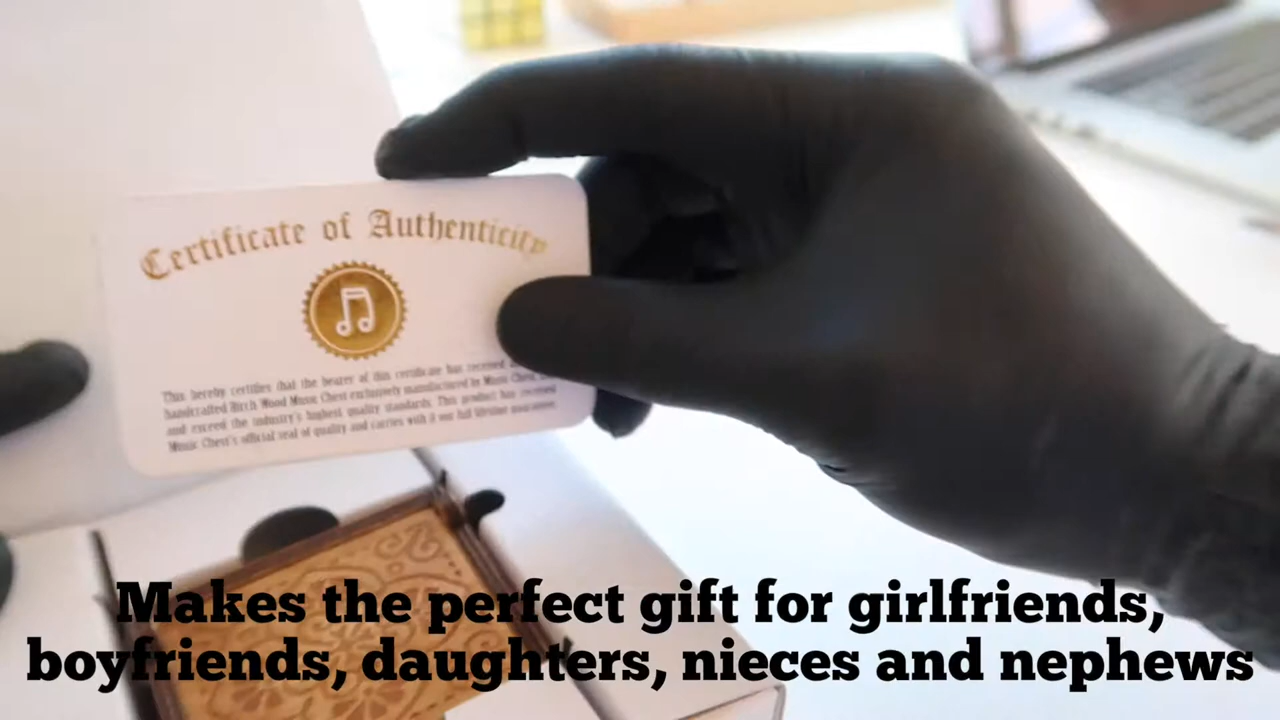 Certificate of Authenticity
This hereby certifies that the bearer of this certificate has received
handcrafted Birch Wood Music Chest exclusively manufactured by Music Chest
and exceed the industry's highest quality standards. This product has received
Music Chest's official seal of quality and carries with it our full lifetime guarantee.
Makes the perfect gift for girlfriends,
boyfriends, daughters, nieces and nephews